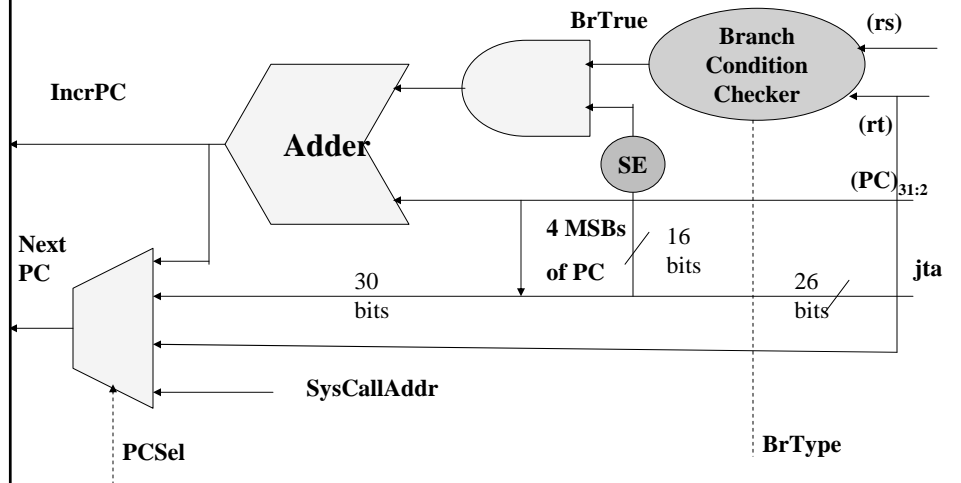 BrTrue
Branch
Condition
Checker
(rs)
IncrPC
Adder
(rt)
SE
(PC)31:2
Next
PC
4 MSBs
of PC
16
bits
30
bits
26
bits
jta
SysCallAddr
PCSel
BrType